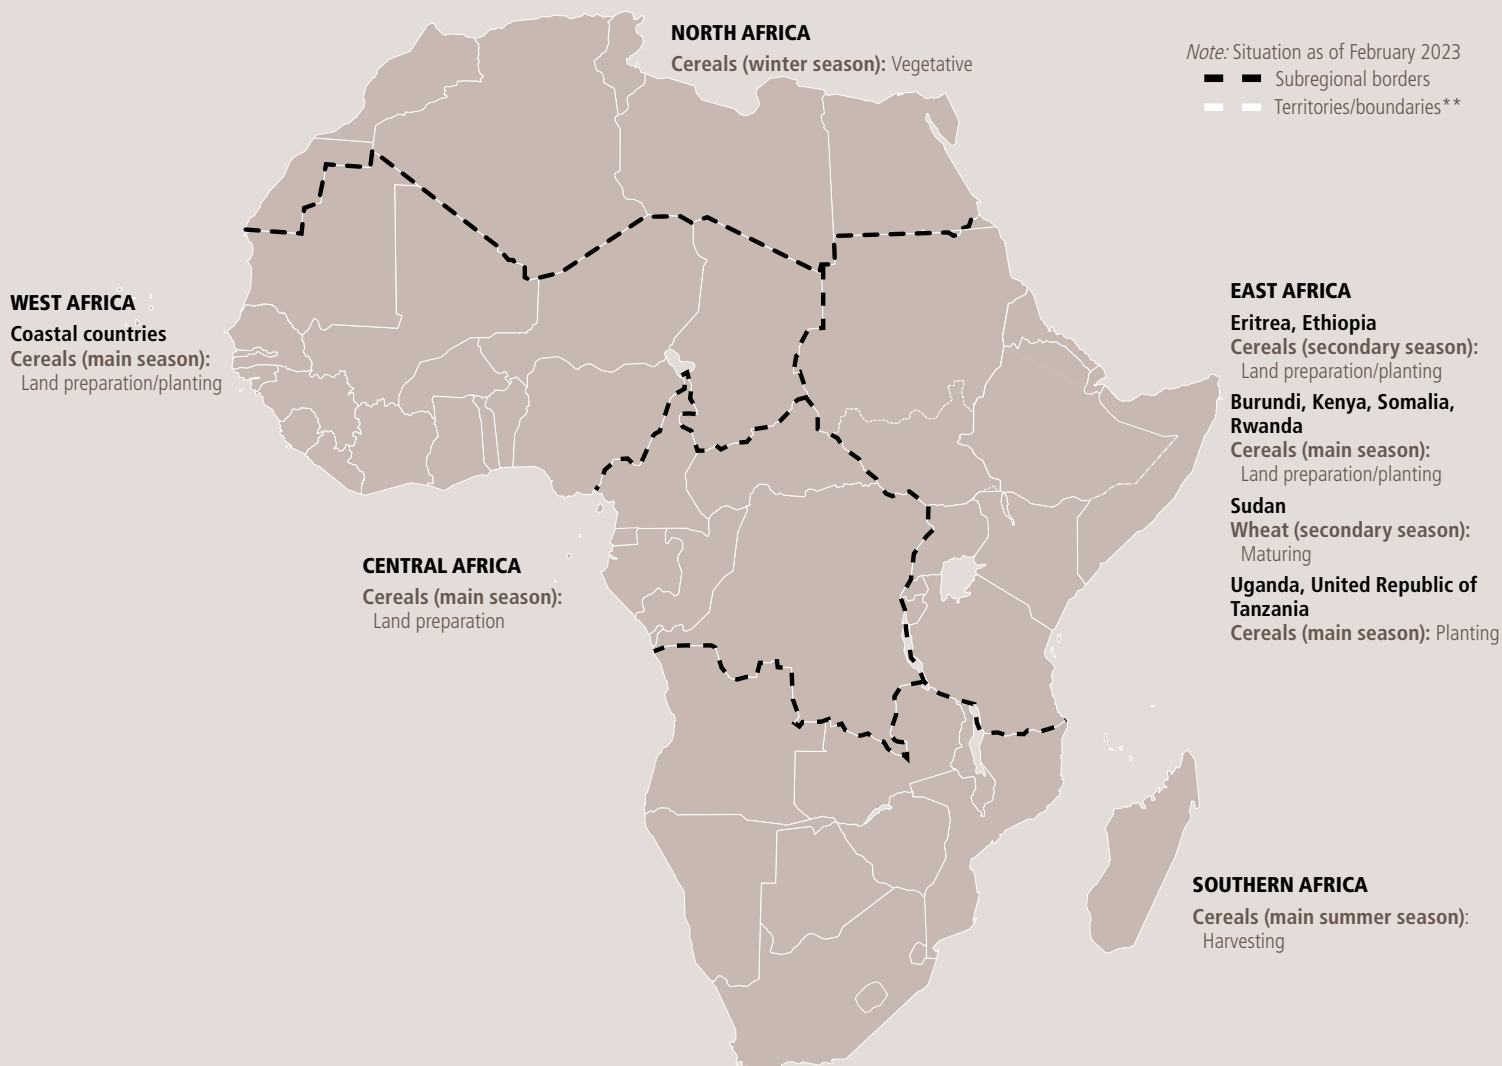 NORTH AFRICA
Cereals (winter season): Vegetative
Note: Situation as of February 2023
Subregional borders
Territories/boundaries**
WEST AFRICA
Coastal countries
Cereals (main season):
Land preparation/planting
EAST AFRICA
Eritrea, Ethiopia
Cereals (secondary season):
Land preparation/planting
Burundi, Kenya, Somalia,
Rwanda
Cereals (main season):
Land preparation/planting
Sudan
Wheat (secondary season):
Maturing
Uganda, United Republic of
Tanzania
Cereals (main season): Planting
CENTRAL AFRICA
Cereals (main season):
Land preparation
SOUTHERN AFRICA
Cereals (main summer season):
Harvesting